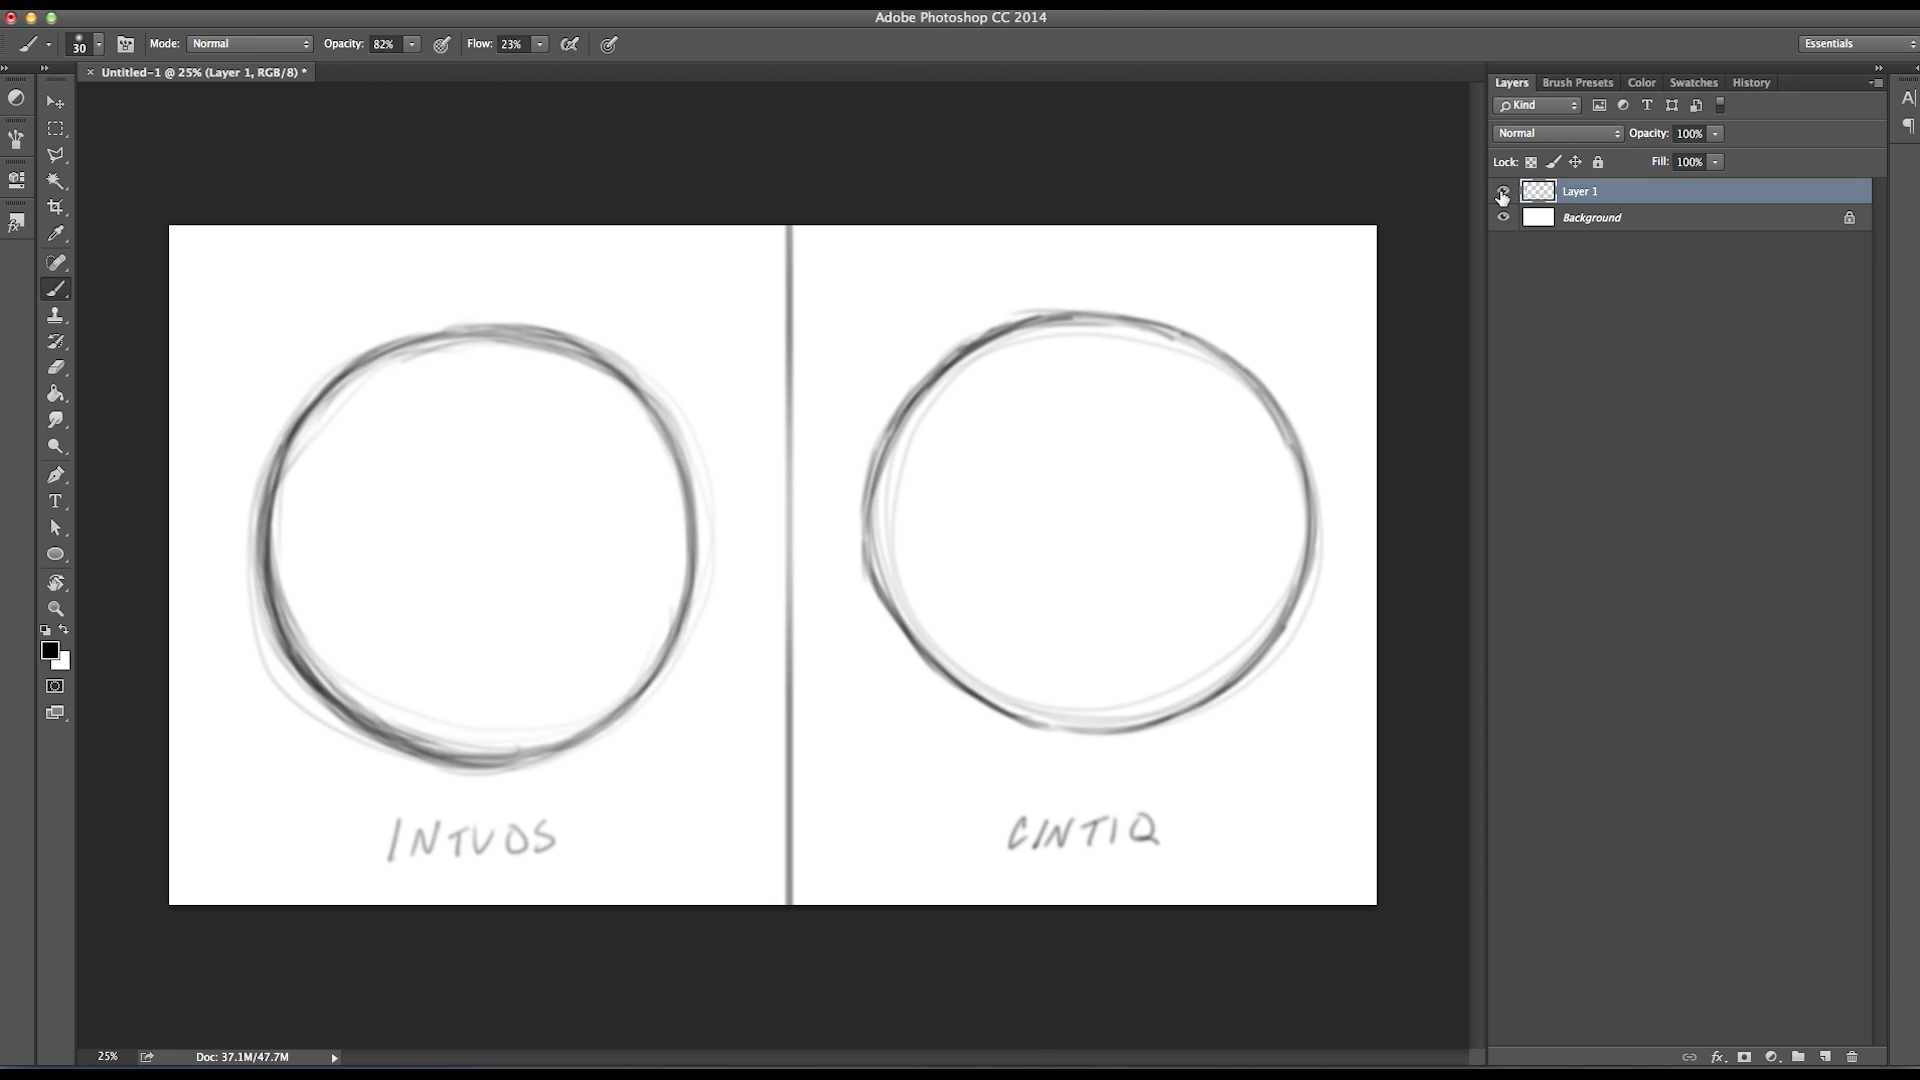 Adobe Photoshop CC 2014
30 Mode: Normal Opacity: 82% Flow: 23% Essentials
× Untitled-1 @ 25% (Layer 1, RGB/8) *
Layers Brush Presets Color Swatches History
Kind
Normal Opacity: 100%
Lock: Fill: 100%
Layer 1
Background
INTUOS
CINTIQ
25% Doc: 37.1M/47.7M